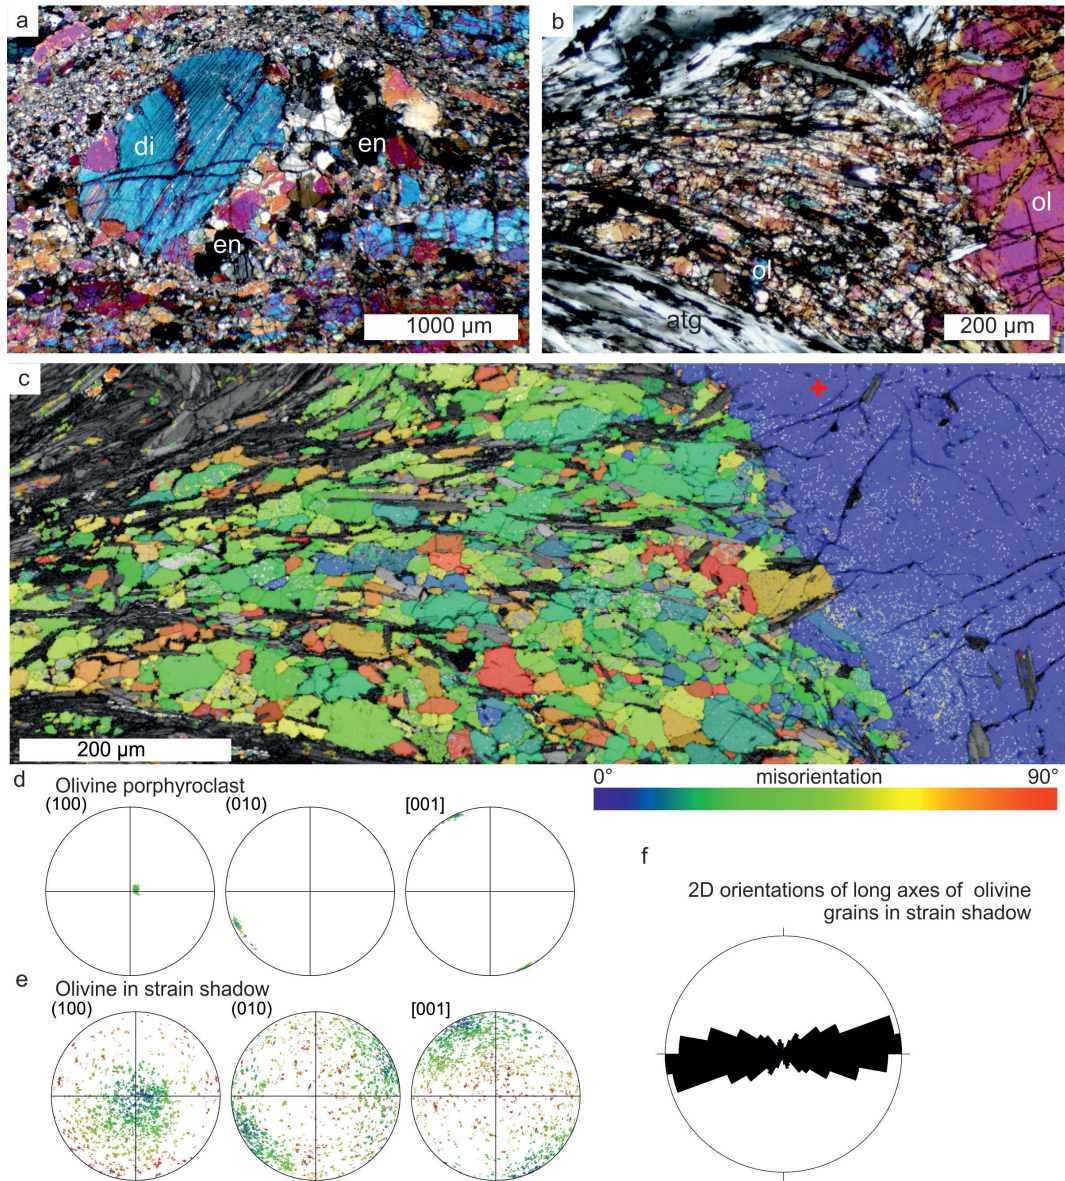 a
di
en
en
1000 µm
b
ol
ol
atg
200 µm
c
200 µm
0° misorientation 90°
d Olivine porphyroclast
(100) (010) [001]
e Olivine in strain shadow
(100) (010) [001]
f
2D orientations of long axes of olivine
grains in strain shadow